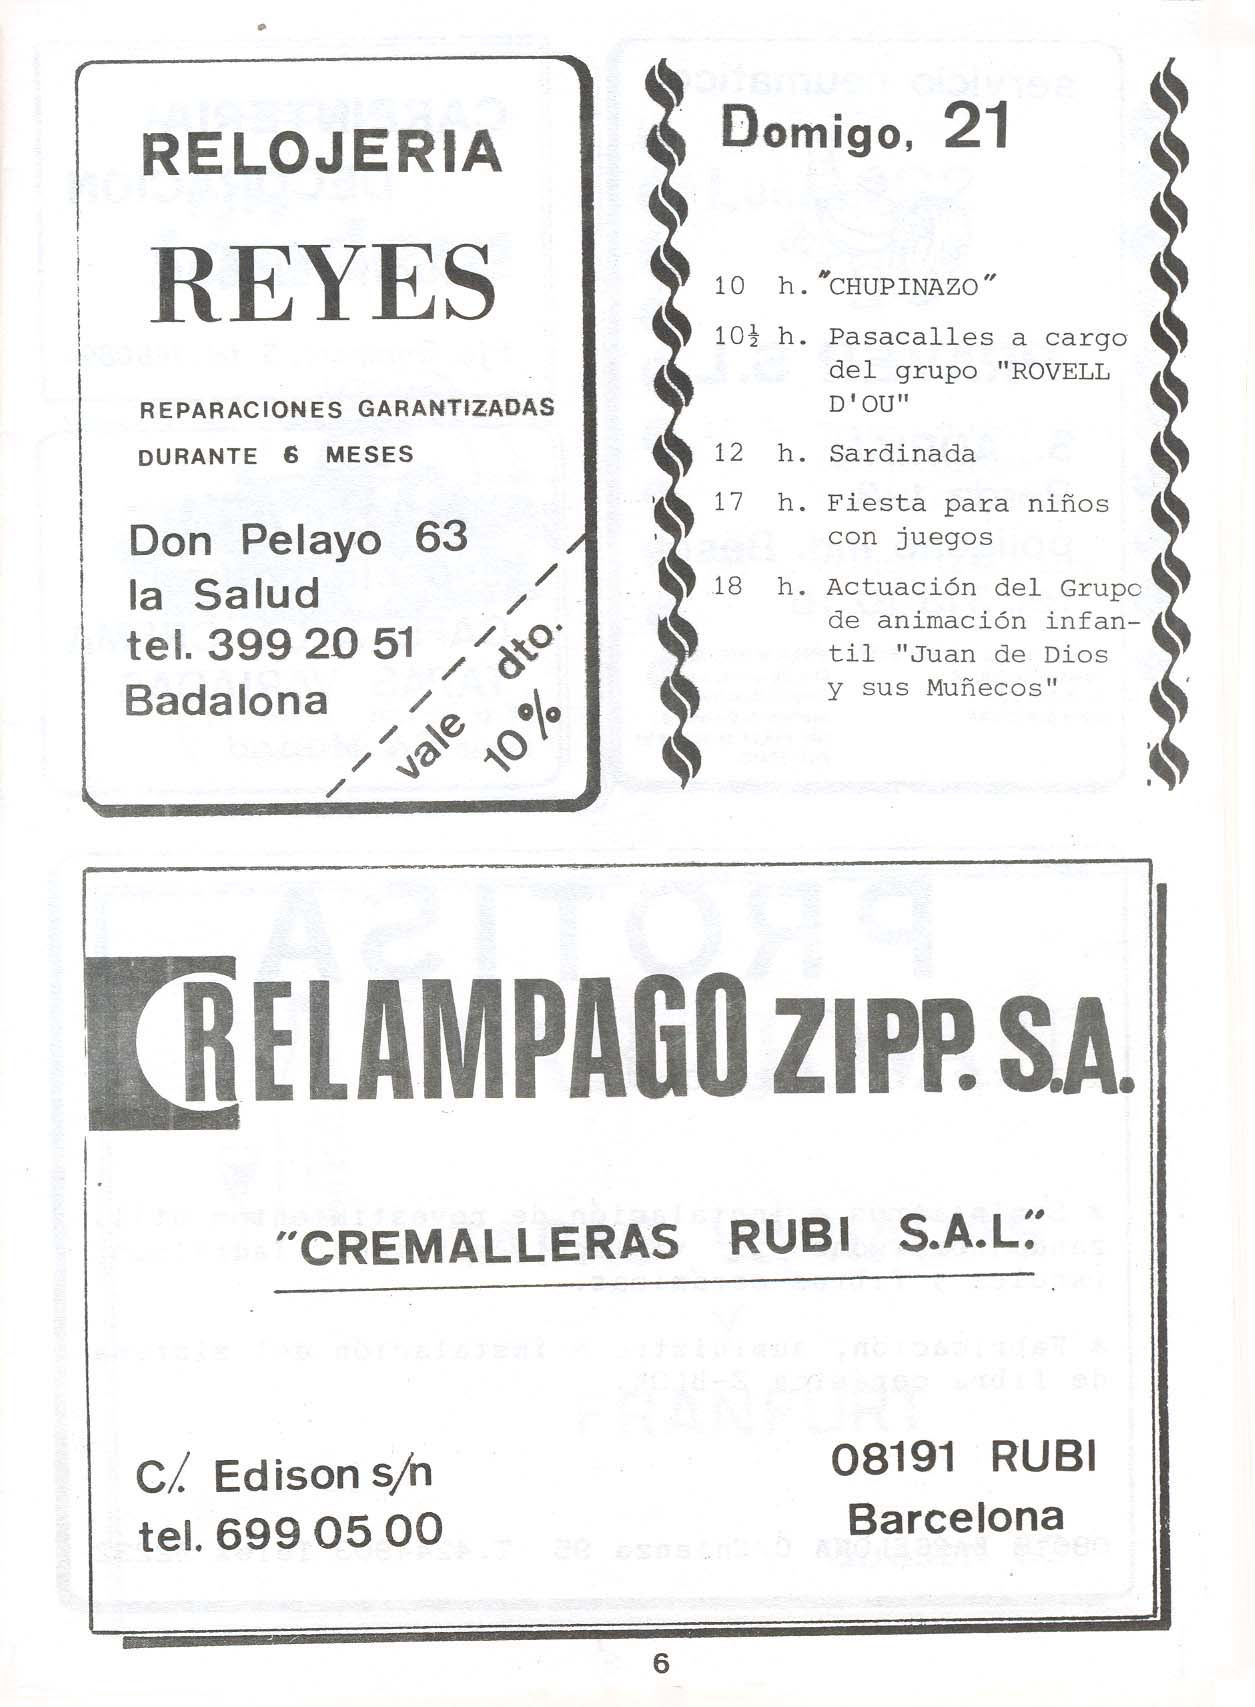 RELOJERIA
REYES
REPARACIONES GARANTIZADAS
DURANTE 6 MESES
Don Pelayo 63
la Salud
tel. 399 20 51
Badalona
vale dto.
10%
Domigo, 21
10 h. "CHUPINAZO"
10½ h. Pasacalles a cargo
del grupo "ROVELL
D'OU"
12 h. Sardinada
17 h. Fiesta para niños
con juegos
18 h. Actuación del Grupo
de animación infan-
til "Juan de Dios
y sus Muñecos"
RELAMPAGO ZIPP. S.A.
"CREMALLERAS RUBI S.A.L."
C/. Edison s/n
tel. 699 05 00
08191 RUBI
Barcelona
6